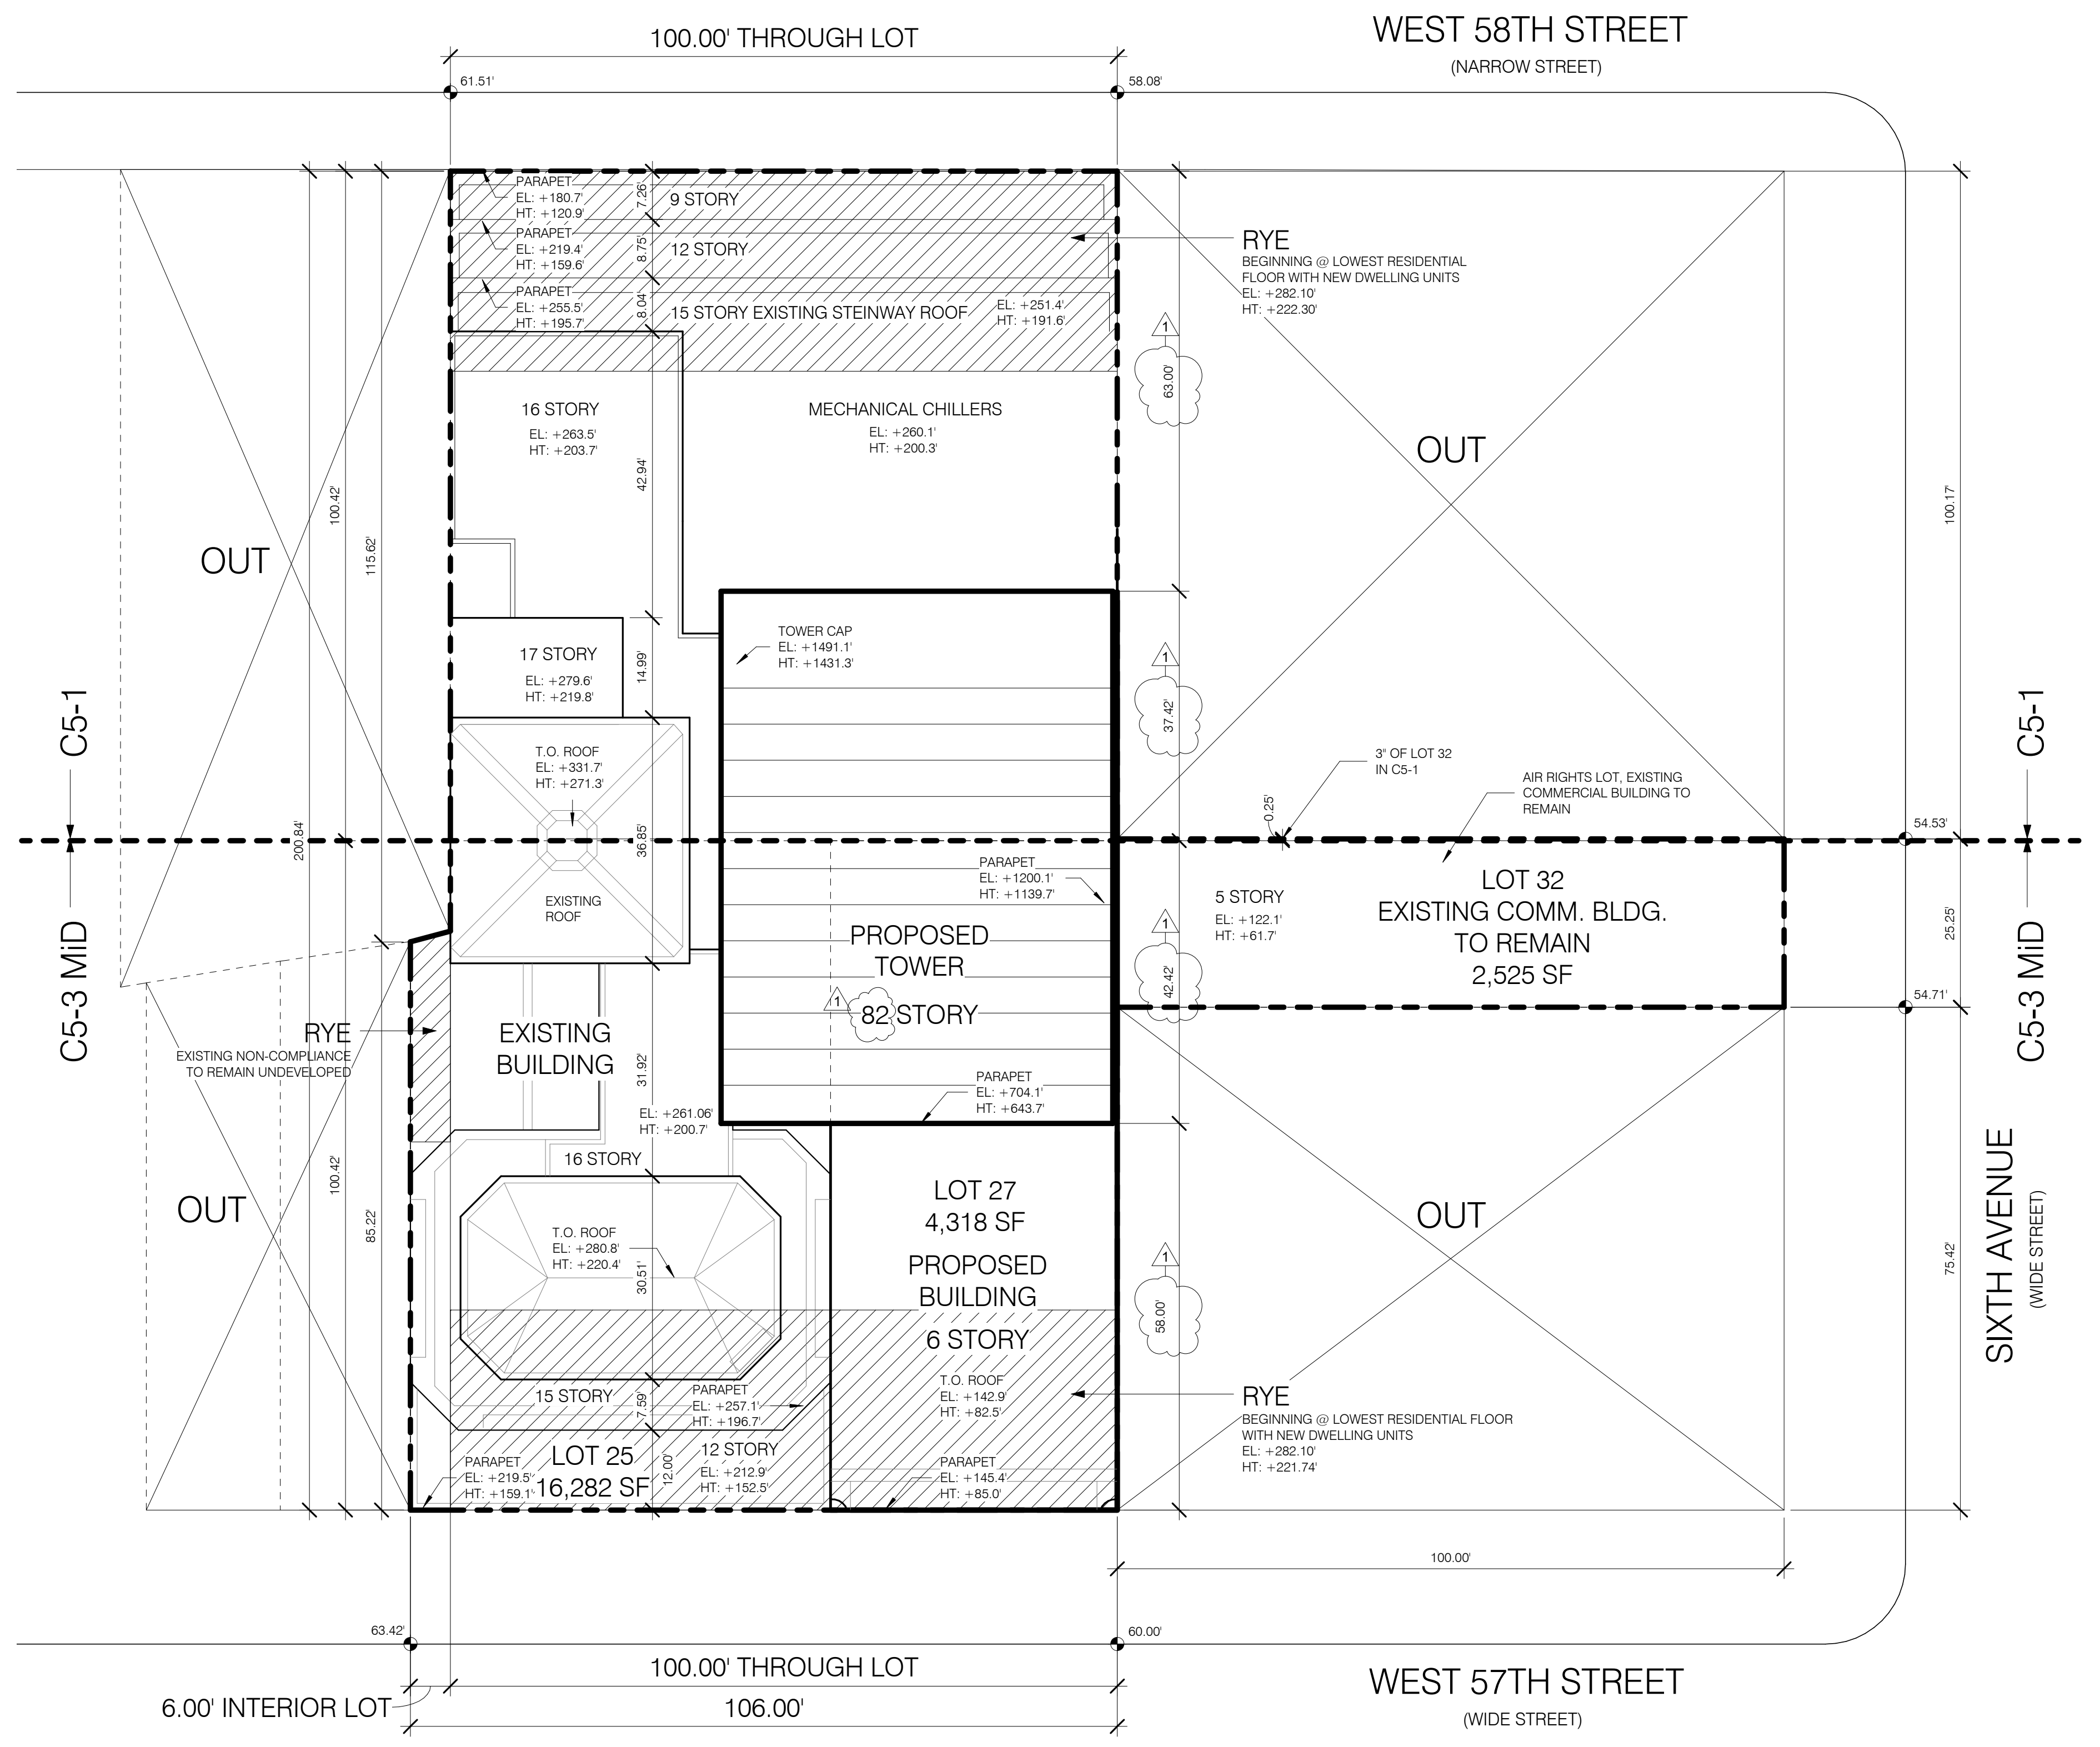 WEST 58TH STREET
(NARROW STREET)
100.00' THROUGH LOT
61.51'
58.08'
PARAPET
EL: +180.7'
HT: +120.9'
7.26'
9 STORY
PARAPET
EL: +219.4'
HT: +159.6'
8.75'
12 STORY
PARAPET
EL: +255.5'
HT: +195.7'
8.04'
15 STORY EXISTING STEINWAY ROOF
EL: +251.4'
HT: +191.6'
RYE
BEGINNING @ LOWEST RESIDENTIAL
FLOOR WITH NEW DWELLING UNITS
EL: +282.10'
HT: +222.30'
1
63.00'
16 STORY
EL: +263.5'
HT: +203.7'
MECHANICAL CHILLERS
EL: +260.1'
HT: +200.3'
42.94'
OUT
OUT
100.42'
115.62'
100.17'
TOWER CAP
EL: +1491.1'
HT: +1431.3'
17 STORY
EL: +279.6'
HT: +219.8'
14.99'
1
37.42'
C5-1
C5-1
T.O. ROOF
EL: +331.7'
HT: +271.3'
3" OF LOT 32
IN C5-1
AIR RIGHTS LOT, EXISTING
COMMERCIAL BUILDING TO
REMAIN
0.25'
54.53'
200.84'
36.85'
EXISTING
ROOF
PARAPET
EL: +1200.1'
HT: +1139.7'
5 STORY
EL: +122.1'
HT: +61.7'
LOT 32
EXISTING COMM. BLDG.
TO REMAIN
2,525 SF
25.25'
C5-3 MiD
C5-3 MiD
PROPOSED
TOWER
1
82 STORY
1
42.42'
54.71'
RYE
EXISTING NON-COMPLIANCE
TO REMAIN UNDEVELOPED
EXISTING
BUILDING
31.92'
PARAPET
EL: +704.1'
HT: +643.7'
EL: +261.06'
HT: +200.7'
16 STORY
100.42'
OUT
85.22'
LOT 27
4,318 SF
PROPOSED
BUILDING
6 STORY
T.O. ROOF
EL: +280.8'
HT: +220.4'
30.51'
1
58.00'
OUT
75.42'
SIXTH AVENUE
(WIDE STREET)
15 STORY
7.59'
PARAPET
EL: +257.1'
HT: +196.7'
T.O. ROOF
EL: +142.9'
HT: +82.5'
RYE
BEGINNING @ LOWEST RESIDENTIAL FLOOR
WITH NEW DWELLING UNITS
EL: +282.10'
HT: +221.74'
PARAPET
EL: +219.5'
HT: +159.1'
LOT 25
16,282 SF
12.00'
12 STORY
EL: +212.9'
HT: +152.5'
PARAPET
EL: +145.4'
HT: +85.0'
100.00'
63.42'
60.00'
100.00' THROUGH LOT
6.00' INTERIOR LOT
106.00'
WEST 57TH STREET
(WIDE STREET)